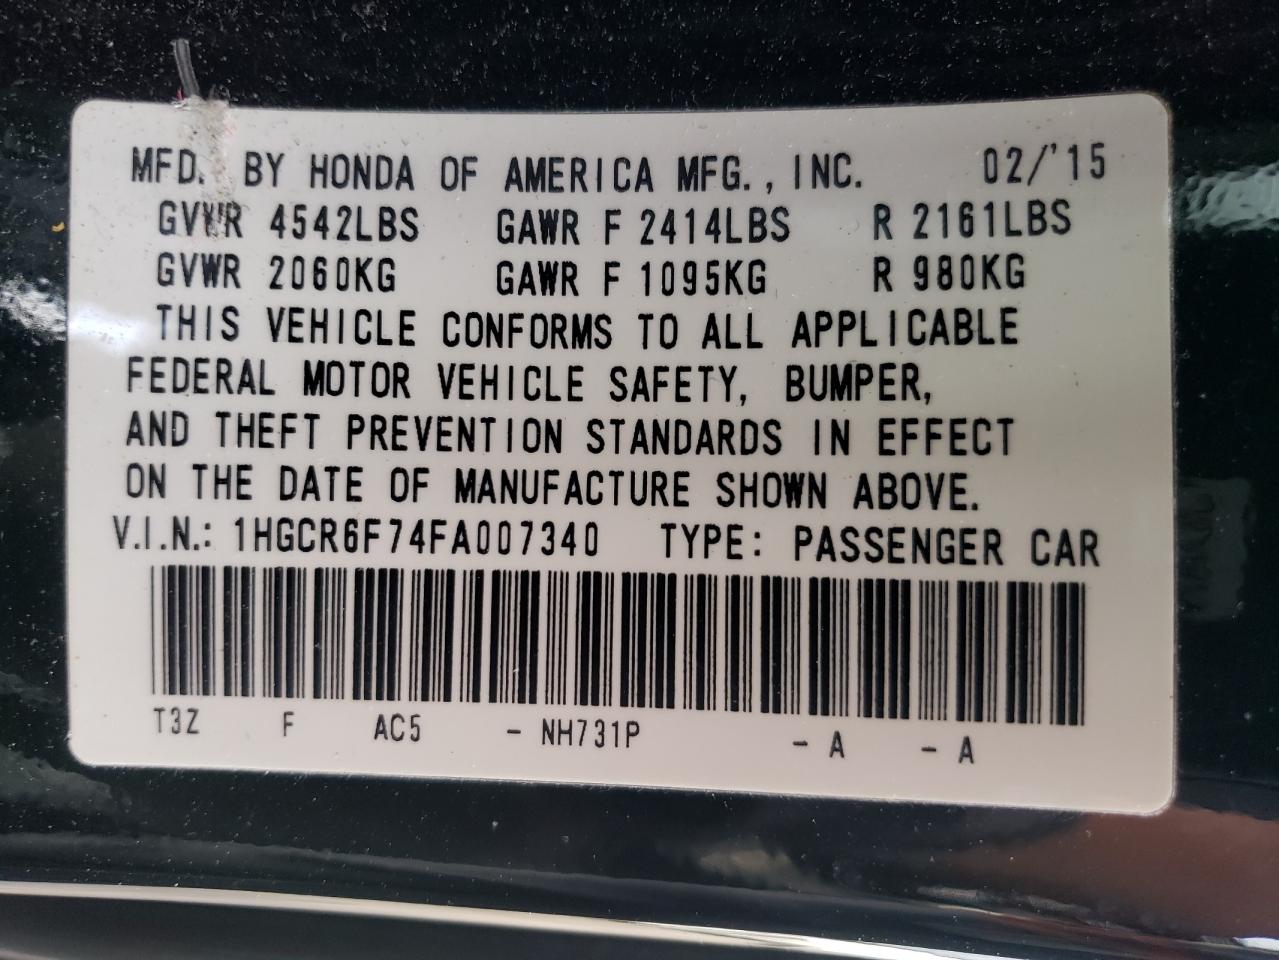 MFD. BY HONDA OF AMERICA MFG., INC. 02/'15
GVWR 4542LBS GAWR F 2414LBS R 2161LBS
GVWR 2060KG GAWR F 1095KG R 980KG
THIS VEHICLE CONFORMS TO ALL APPLICABLE
FEDERAL MOTOR VEHICLE SAFETY, BUMPER,
AND THEFT PREVENTION STANDARDS IN EFFECT
ON THE DATE OF MANUFACTURE SHOWN ABOVE.
V.I.N.: 1HGCR6F74FA007340 TYPE: PASSENGER CAR
T3Z F AC5 - NH731P - A - A